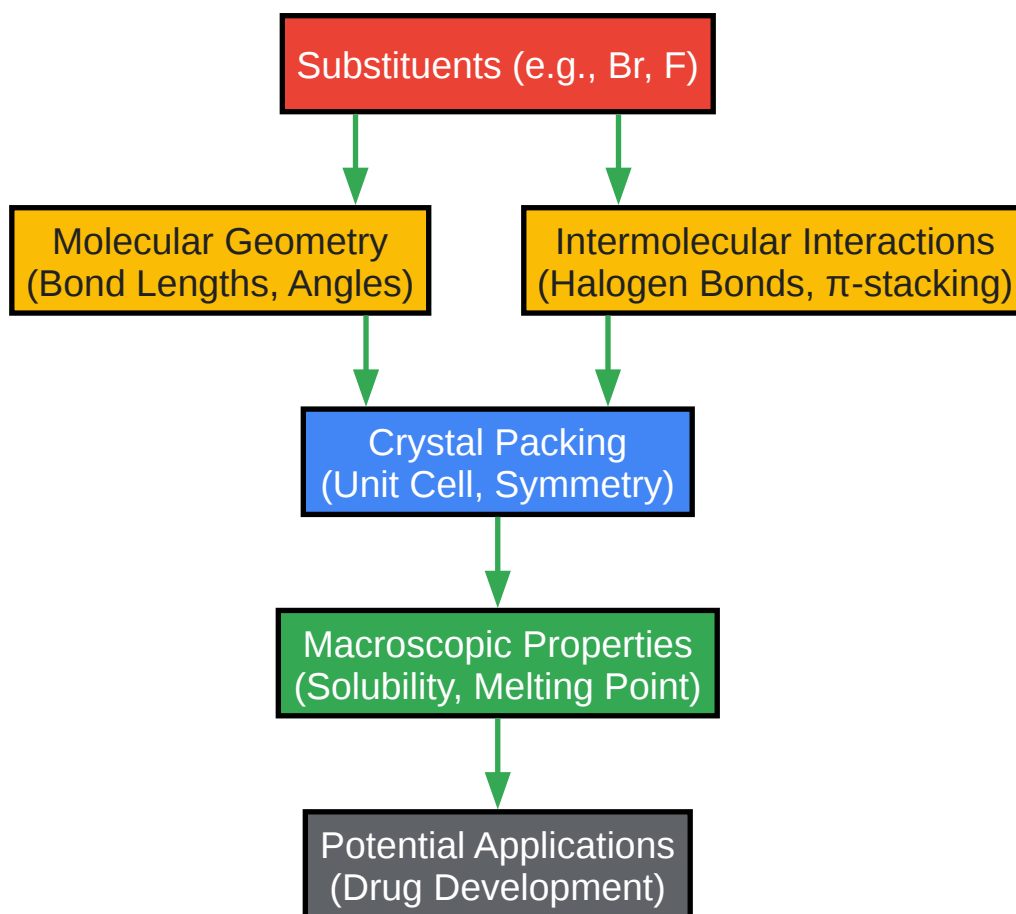 Substituents (e.g., Br, F)
Molecular Geometry
(Bond Lengths, Angles)
Intermolecular Interactions
(Halogen Bonds, π-stacking)
Crystal Packing
(Unit Cell, Symmetry)
Macroscopic Properties
(Solubility, Melting Point)
Potential Applications
(Drug Development)